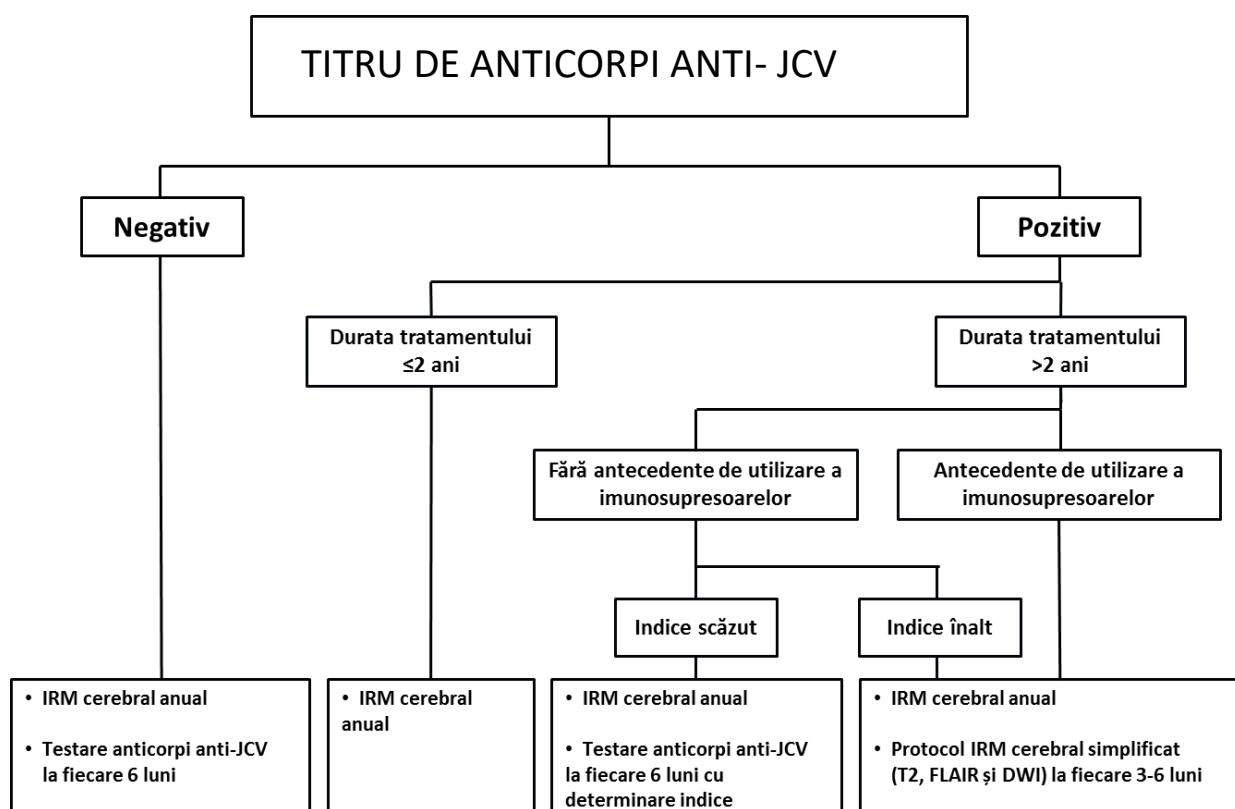 TITRU DE ANTICORPI ANTI- JCV
Negativ
Pozitiv
Durata tratamentului
≤2 ani
Durata tratamentului
>2 ani
Fără antecedente de utilizare a
imunosupresoarelor
Antecedente de utilizare a
imunosupresoarelor
Indice scăzut
Indice înalt
• IRM cerebral anual
• Testare anticorpi anti-JCV
la fiecare 6 luni
• IRM cerebral
anual
• IRM cerebral anual
• Testare anticorpi anti-JCV
la fiecare 6 luni cu
determinare indice
• IRM cerebral anual
• Protocol IRM cerebral simplificat
(T2, FLAIR și DWI) la fiecare 3-6 luni